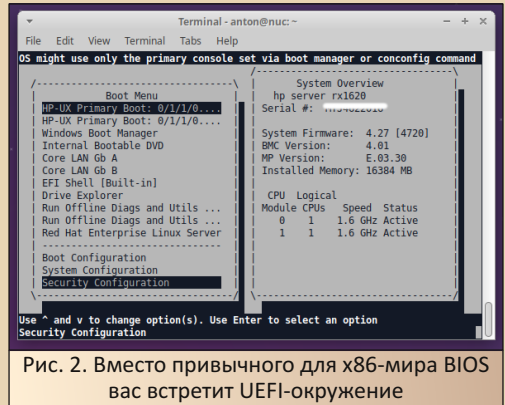 Terminal - anton@nuc: ~
File Edit View Terminal Tabs Help
OS might use only the primary console set via boot manager or conconfig command
Boot Menu
HP-UX Primary Boot: 0/1/1/0....
HP-UX Primary Boot: 0/1/1/0....
Windows Boot Manager
Internal Bootable DVD
Core LAN Gb A
Core LAN Gb B
EFI Shell [Built-in]
Drive Explorer
Run Offline Diags and Utils ...
Run Offline Diags and Utils ...
Red Hat Enterprise Linux Server
Boot Configuration
System Configuration
Security Configuration
System Overview
hp server rx1620
Serial #:
System Firmware: 4.27 [4720]
BMC Version: 4.01
MP Version: E.03.30
Installed Memory: 16384 MB
CPU Logical
Module CPUs Speed Status
0 1 1.6 GHz Active
1 1 1.6 GHz Active
Use ^ and v to change option(s). Use Enter to select an option
Security Configuration
Рис. 2. Вместо привычного для x86-мира BIOS
вас встретит UEFI-окружение